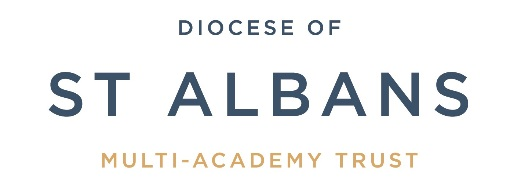 DIOCESE OF
ST ALBANS
MULTI-ACADEMY TRUST